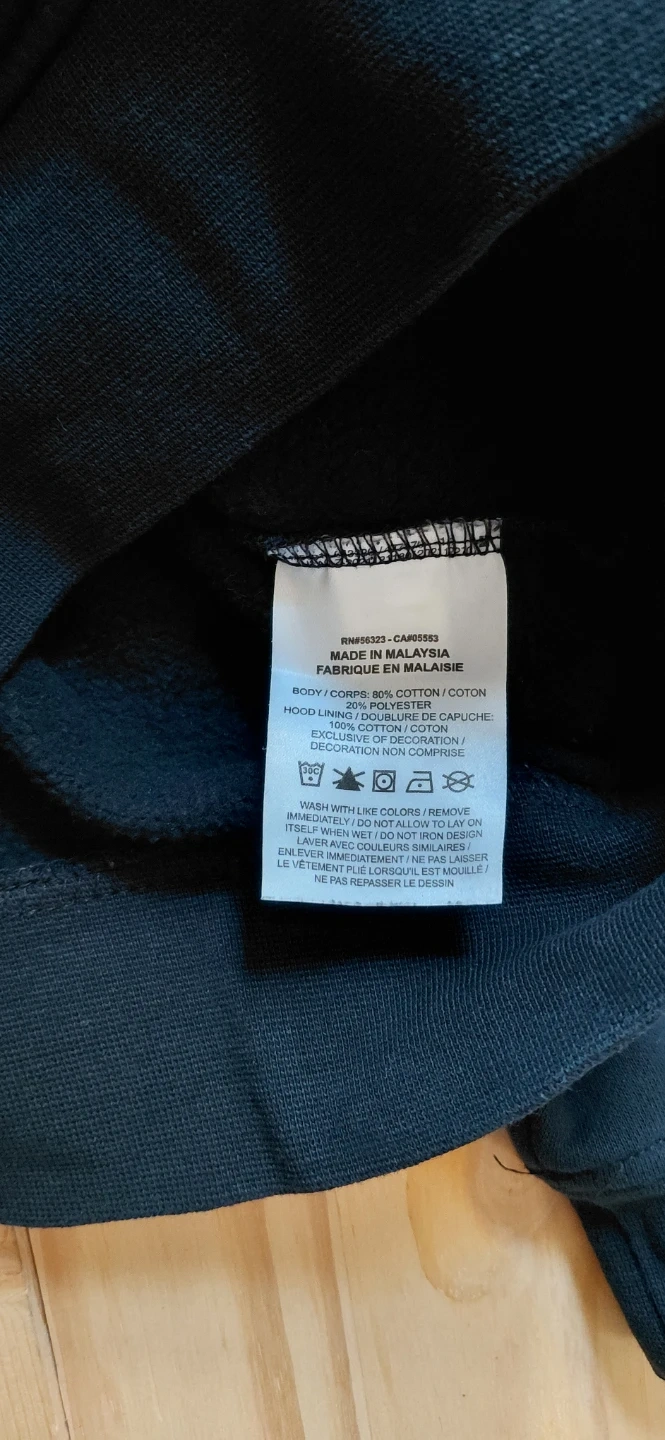 RN#56323 - CA#05553
MADE IN MALAYSIA
FABRIQUE EN MALAISIE
BODY / CORPS: 80% COTTON / COTON
20% POLYESTER
HOOD LINING / DOUBLURE DE CAPUCHE:
100% COTTON / COTON
EXCLUSIVE OF DECORATION /
DECORATION NON COMPRISE
30C
WASH WITH LIKE COLORS / REMOVE
IMMEDIATELY / DO NOT ALLOW TO LAY ON
ITSELF WHEN WET / DO NOT IRON DESIGN
LAVER AVEC COULEURS SIMILAIRES /
ENLEVER IMMEDIATEMENT / NE PAS LAISSER
LE VÊTEMENT PLIÉ LORSQU'IL EST MOUILLÉ /
NE PAS REPASSER LE DESSIN